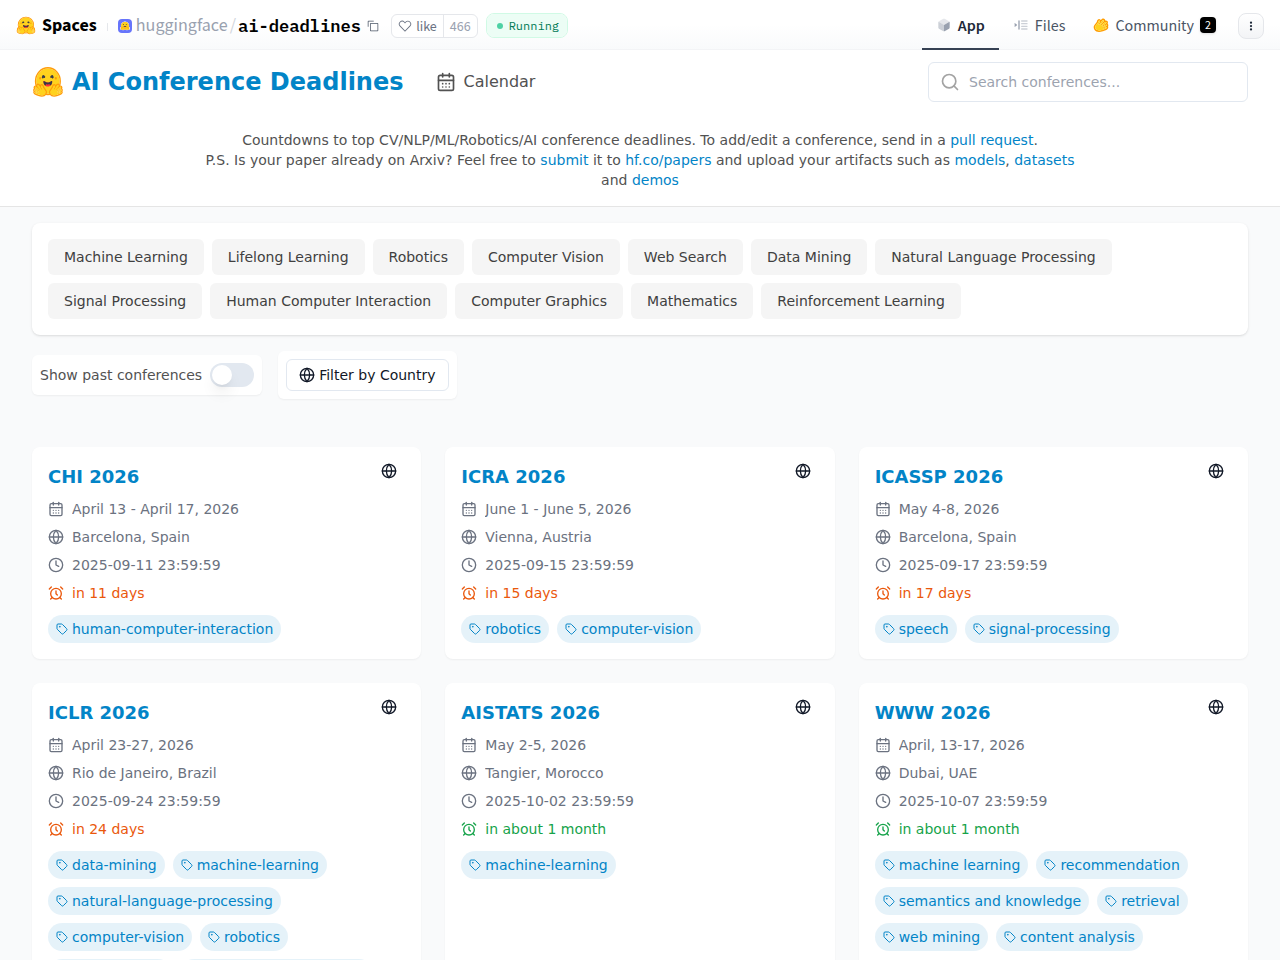 Spaces huggingface/ai-deadlines like 466 Running App Files Community 2
AI Conference Deadlines Calendar Search conferences...
Countdowns to top CV/NLP/ML/Robotics/AI conference deadlines. To add/edit a conference, send in a pull request.
P.S. Is your paper already on Arxiv? Feel free to submit it to hf.co/papers and upload your artifacts such as models, datasets
and demos
Machine Learning Lifelong Learning Robotics Computer Vision Web Search Data Mining Natural Language Processing
Signal Processing Human Computer Interaction Computer Graphics Mathematics Reinforcement Learning
Show past conferences Filter by Country
CHI 2026
April 13 - April 17, 2026
Barcelona, Spain
2025-09-11 23:59:59
in 11 days
human-computer-interaction
ICRA 2026
June 1 - June 5, 2026
Vienna, Austria
2025-09-15 23:59:59
in 15 days
robotics computer-vision
ICASSP 2026
May 4-8, 2026
Barcelona, Spain
2025-09-17 23:59:59
in 17 days
speech signal-processing
ICLR 2026
April 23-27, 2026
Rio de Janeiro, Brazil
2025-09-24 23:59:59
in 24 days
data-mining machine-learning
natural-language-processing
computer-vision robotics
AISTATS 2026
May 2-5, 2026
Tangier, Morocco
2025-10-02 23:59:59
in about 1 month
machine-learning
WWW 2026
April, 13-17, 2026
Dubai, UAE
2025-10-07 23:59:59
in about 1 month
machine learning recommendation
semantics and knowledge retrieval
web mining content analysis